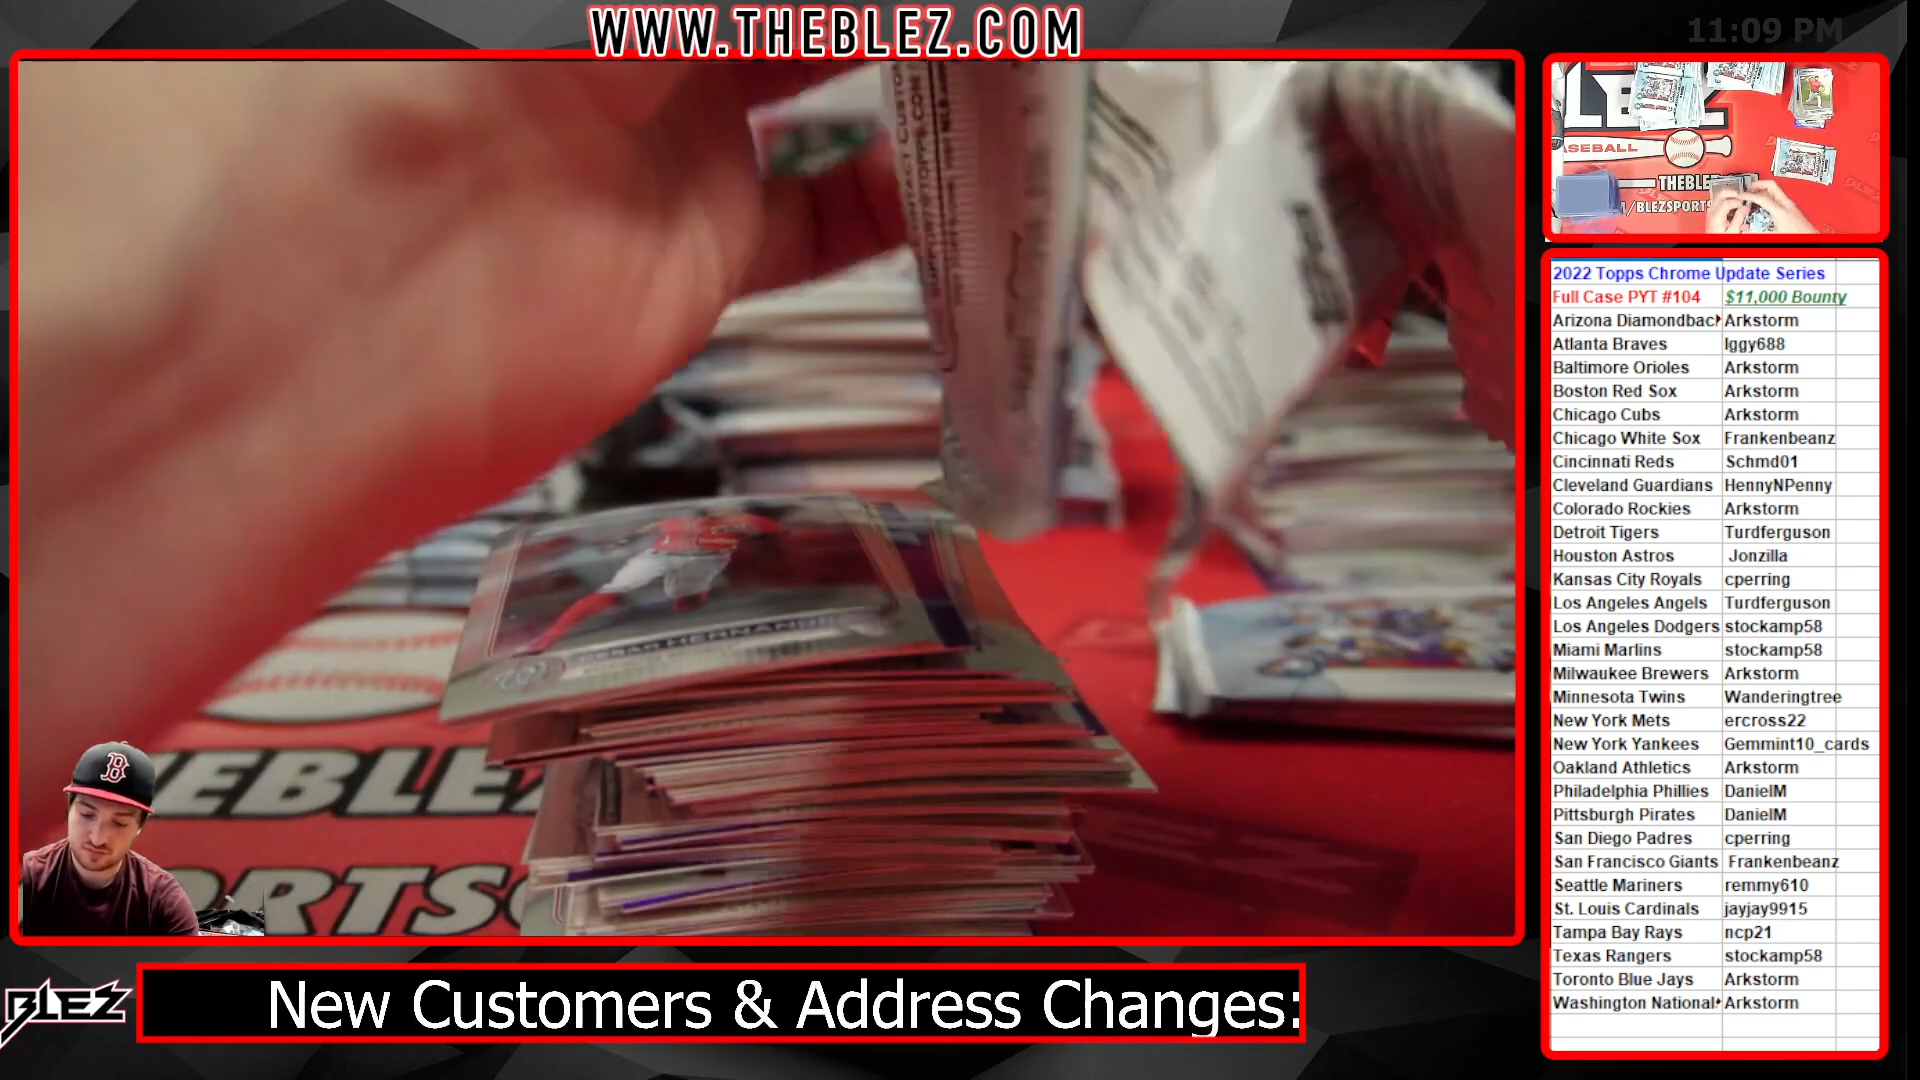 WWW.THEBLEZ.COM
11:09 PM
ASEBALL
THEBLE
/BLEZSPORTS
2022 Topps Chrome Update Series
Full Case PYT #104 $11,000 Bounty
Arizona Diamondbac Arkstorm
Atlanta Braves Iggy688
Baltimore Orioles Arkstorm
Boston Red Sox Arkstorm
Chicago Cubs Arkstorm
Chicago White Sox Frankenbeanz
Cincinnati Reds Schmd01
Cleveland Guardians HennyNPenny
Colorado Rockies Arkstorm
Detroit Tigers Turdferguson
Houston Astros Jonzilla
Kansas City Royals cperring
Los Angeles Angels Turdferguson
Los Angeles Dodgers stockamp58
Miami Marlins stockamp58
Milwaukee Brewers Arkstorm
Minnesota Twins Wanderingtree
New York Mets ercross22
New York Yankees Gemmint10_cards
Oakland Athletics Arkstorm
Philadelphia Phillies DanielM
Pittsburgh Pirates DanielM
San Diego Padres cperring
San Francisco Giants Frankenbeanz
Seattle Mariners remmy610
St. Louis Cardinals jayjay9915
Tampa Bay Rays ncp21
Texas Rangers stockamp58
Toronto Blue Jays Arkstorm
Washington National Arkstorm
HEBLEZ
ORTS
B
BLEZ
New Customers & Address Changes: